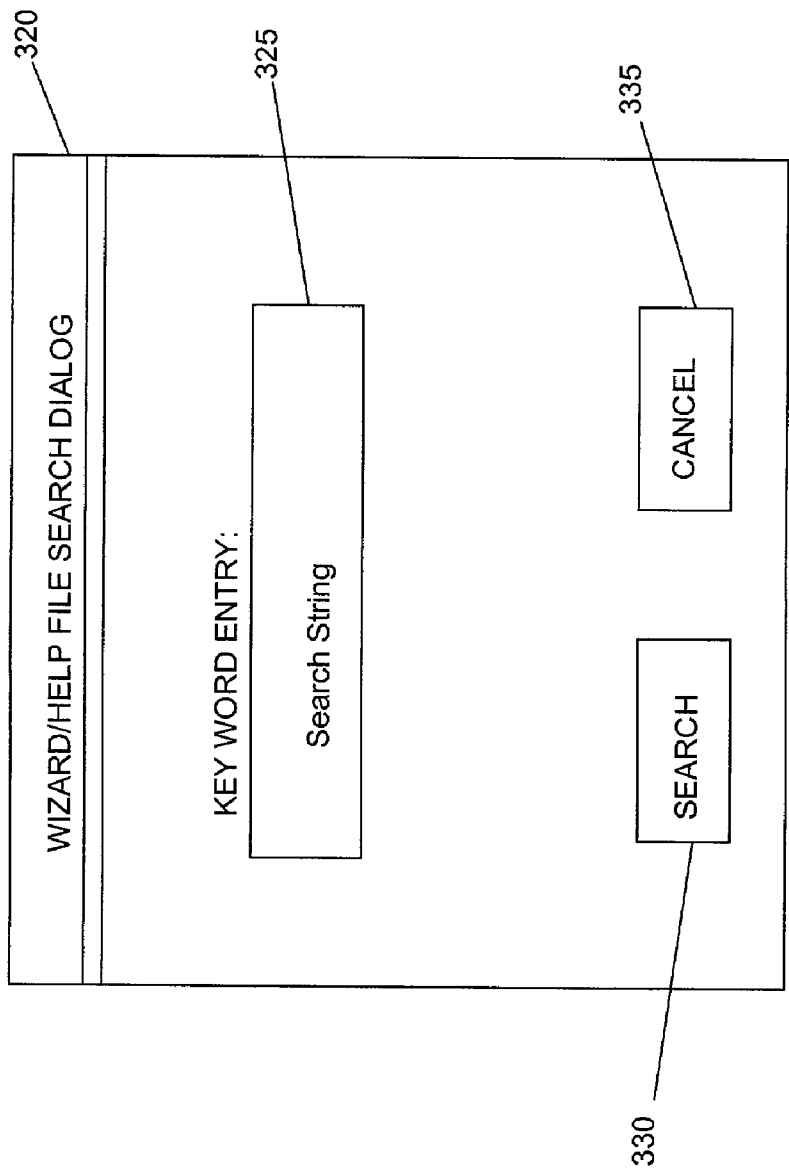 WIZARD/HELP FILE SEARCH DIALOG
320
KEY WORD ENTRY:
Search String
325
SEARCH
CANCEL
330
335